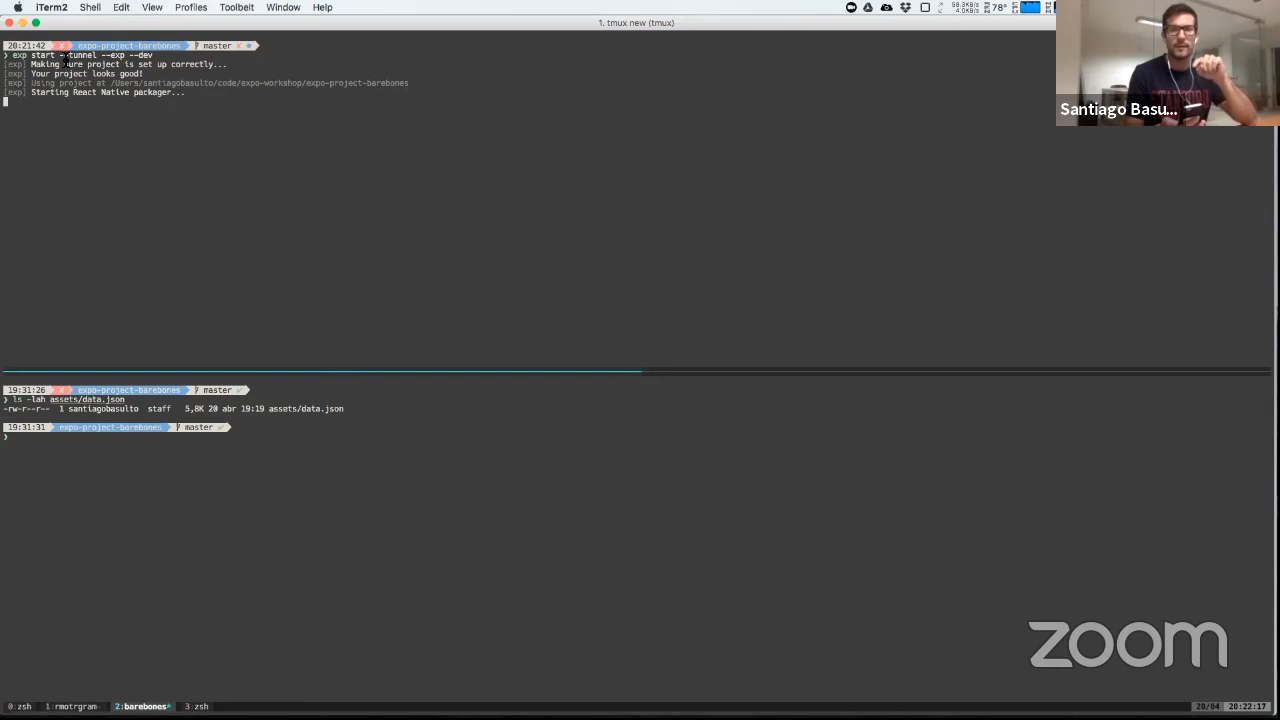 iTerm2 Shell Edit View Profiles Toolbelt Window Help
58.3KB/s
4.0KB/s
78°
1. tmux new (tmux)
20:21:42 x expo-project-barebones master x
❯ exp start --tunnel --exp --dev
[exp] Making sure project is set up correctly...
[exp] Your project looks good!
[exp] Using project at /Users/santiagobasulto/code/expo-workshop/expo-project-barebones
[exp] Starting React Native packager...
Santiago Basu...
19:31:26 x expo-project-barebones master ✓
❯ ls -lah assets/data.json
-rw-r--r-- 1 santiagobasulto staff 5,8K 20 abr 19:19 assets/data.json
19:31:31 expo-project-barebones master ✓
❯
zoom
0:zsh 1:rmotrgram- 2:barebones* 3:zsh
20/04 20:22:17